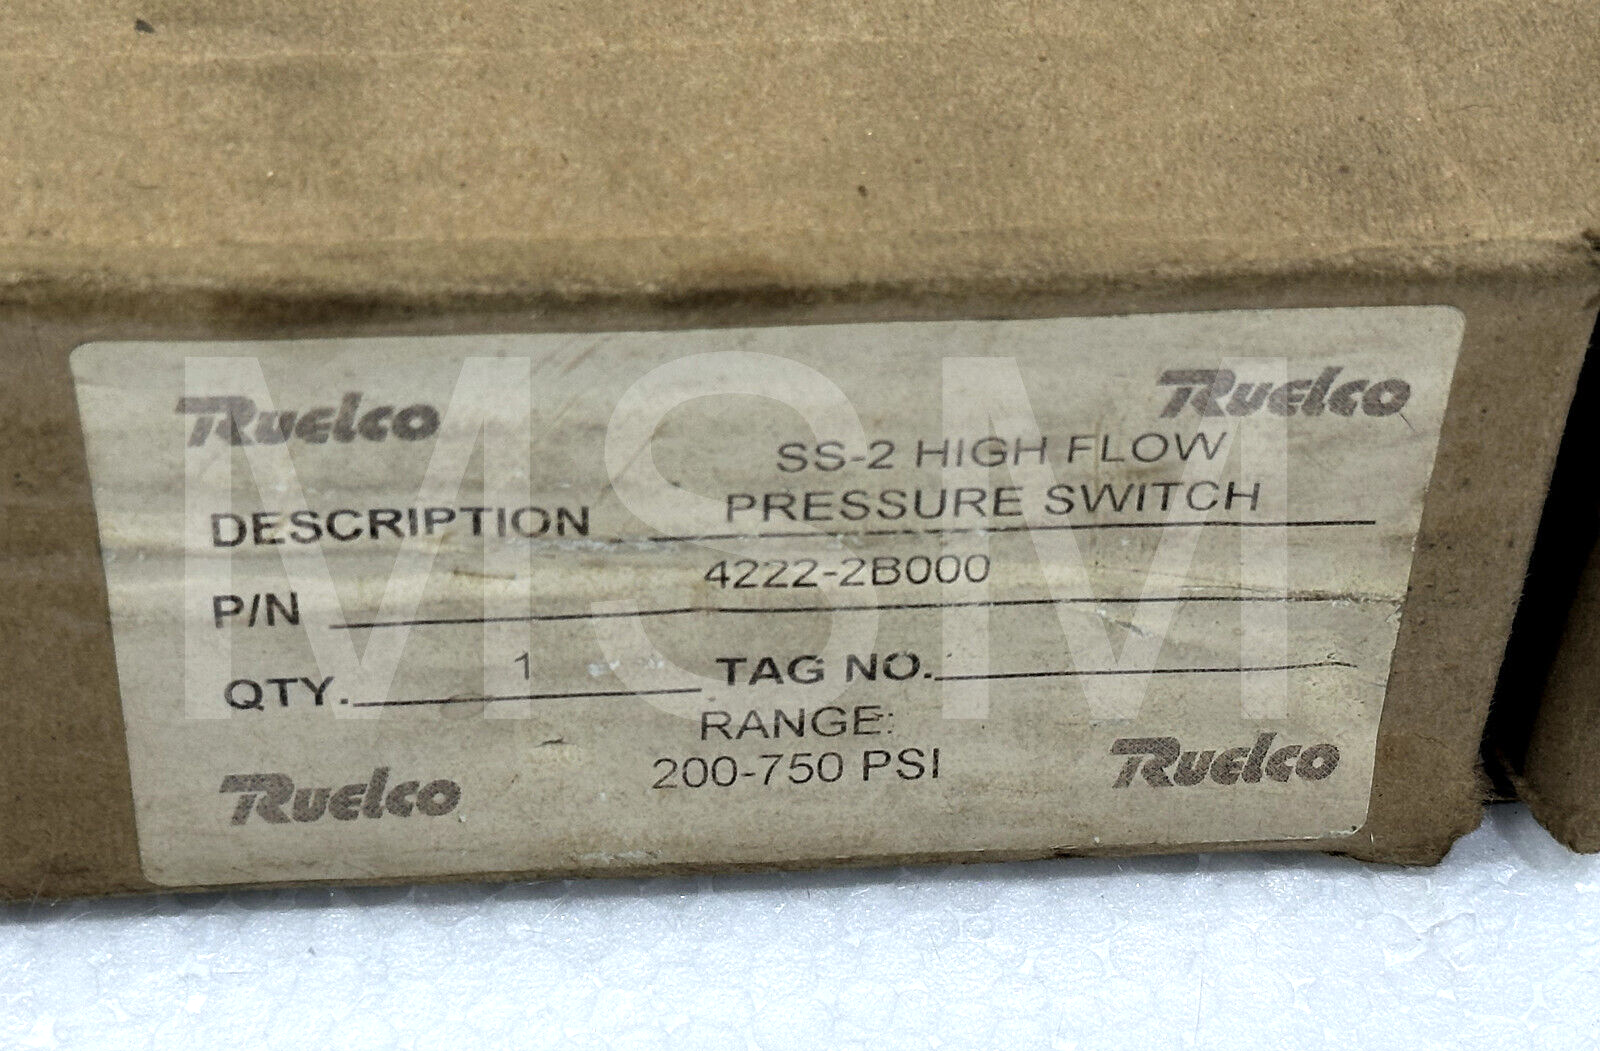 Ruelco
Ruelco
SS-2 HIGH FLOW
DESCRIPTION PRESSURE SWITCH
P/N 4222-2B000
QTY. 1 TAG NO.
RANGE:
200-750 PSI
Ruelco
Ruelco
MSM